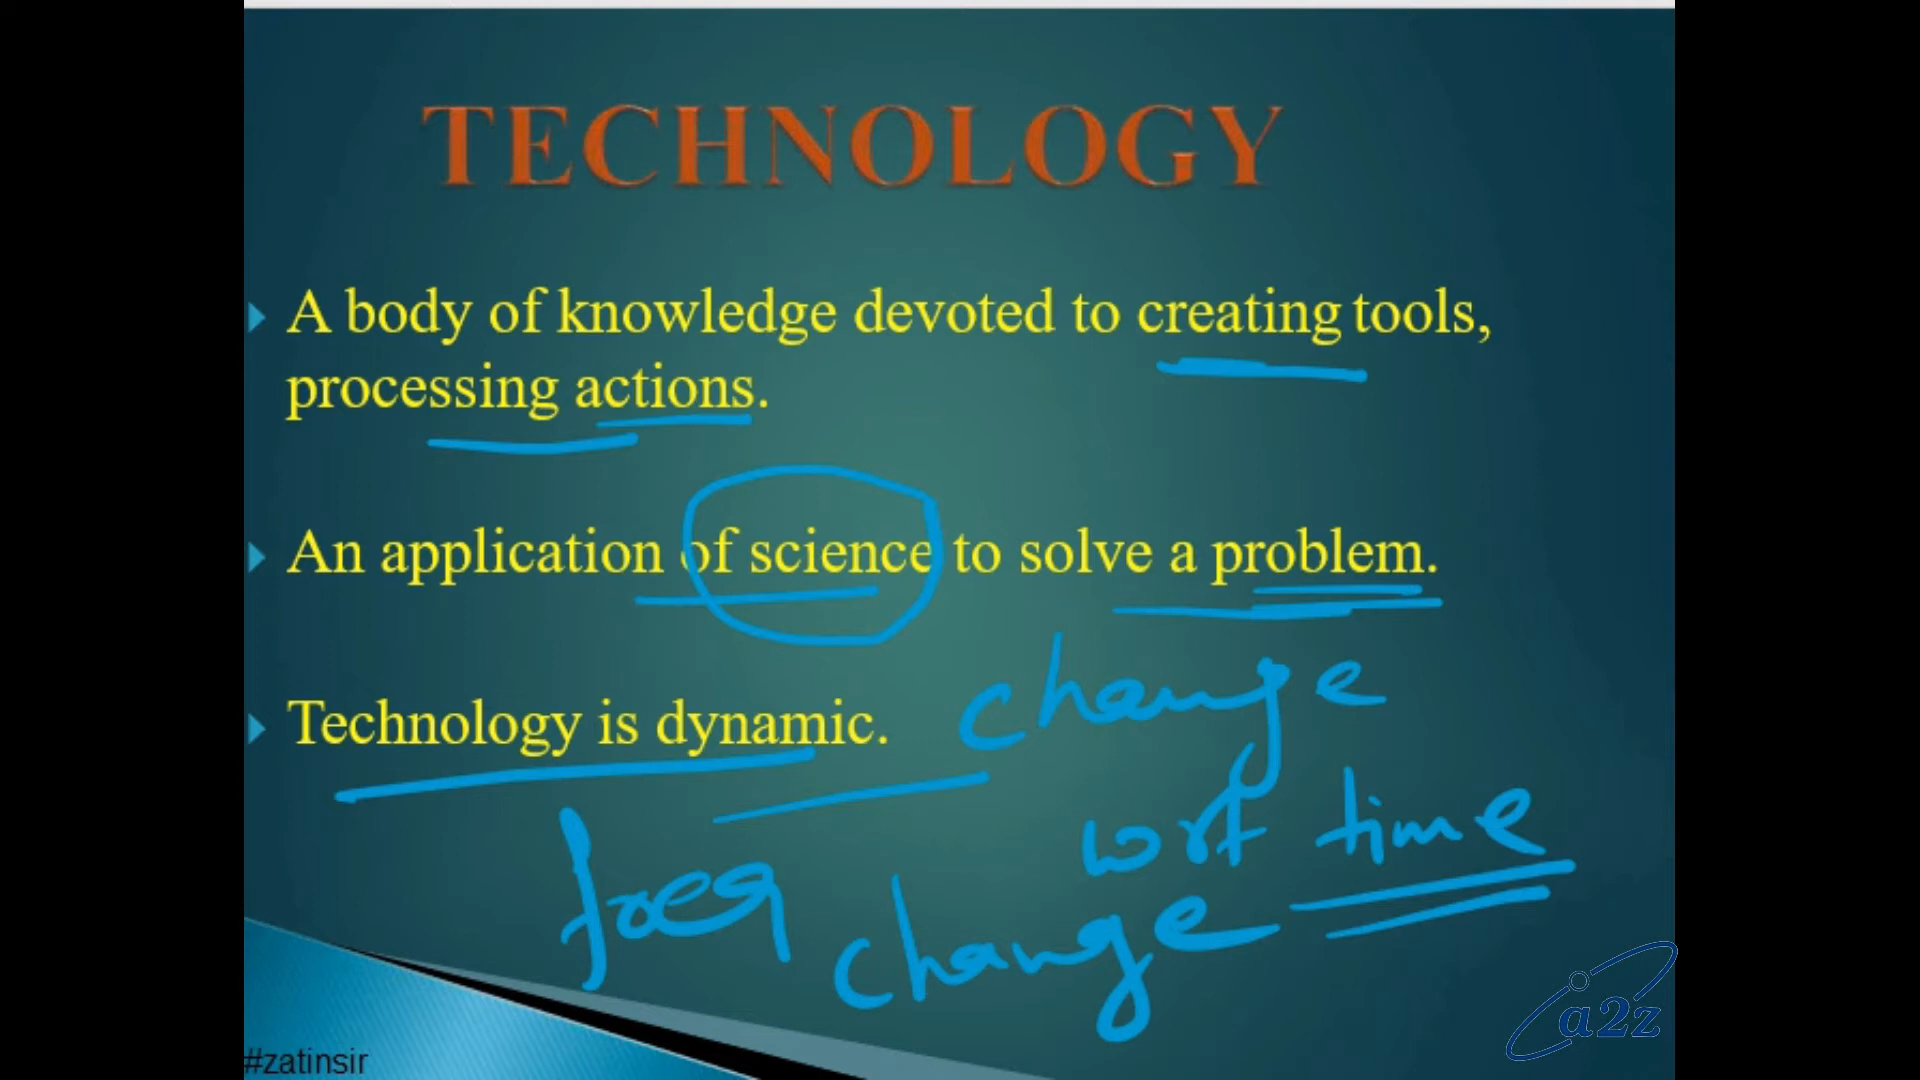 TECHNOLOGY
A body of knowledge devoted to creating tools,
processing actions.
An application of science to solve a problem.
Technology is dynamic.
change
wrt time
change
#zatinsir
a2z